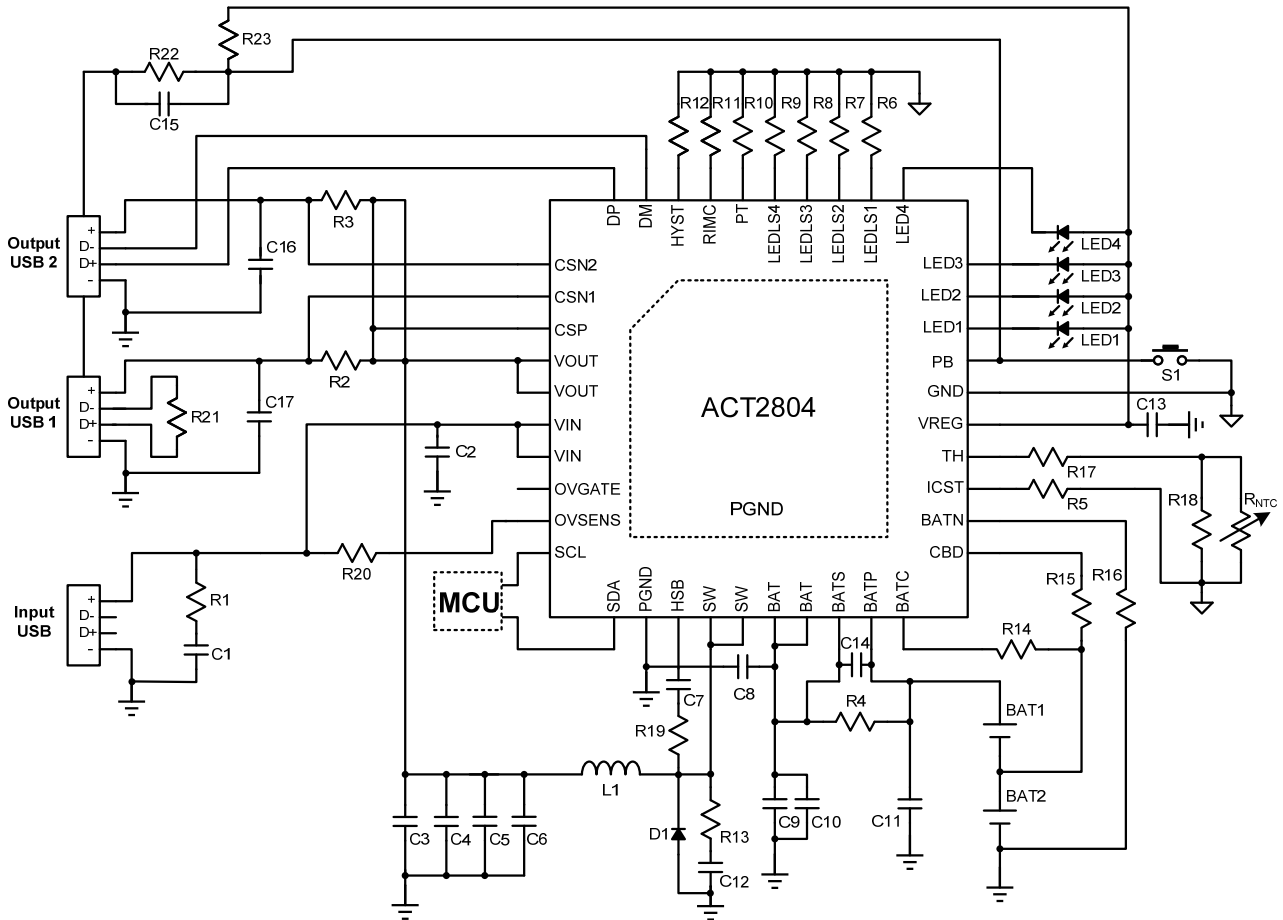 R23
R22
C15
R12
R11
R10
R9
R8
R7
R6
DP
DM
HYST
RIMC
PT
LEDLS4
LEDLS3
LEDLS2
LEDLS1
LED4
Output
USB 2
+
D-
D+
-
R3
C16
CSN2
CSN1
CSP
VOUT
VOUT
VIN
VIN
OVGATE
OVSENS
SCL
LED3
LED2
LED1
PB
GND
VREG
TH
ICST
BATN
CBD
LED4
LED3
LED2
LED1
S1
C13
Output
USB 1
+
D-
D+
-
R21
C17
R2
C2
ACT2804
PGND
R17
R5
R18
RNTC
Input
USB
+
D-
D+
-
R1
C1
R20
MCU
SDA
PGND
HSB
SW
SW
BAT
BAT
BATS
BATP
BATC
R15
R16
R14
C14
C8
C7
R4
R19
BAT1
BAT2
L1
C3
C4
C5
C6
D1
R13
C12
C9
C10
C11